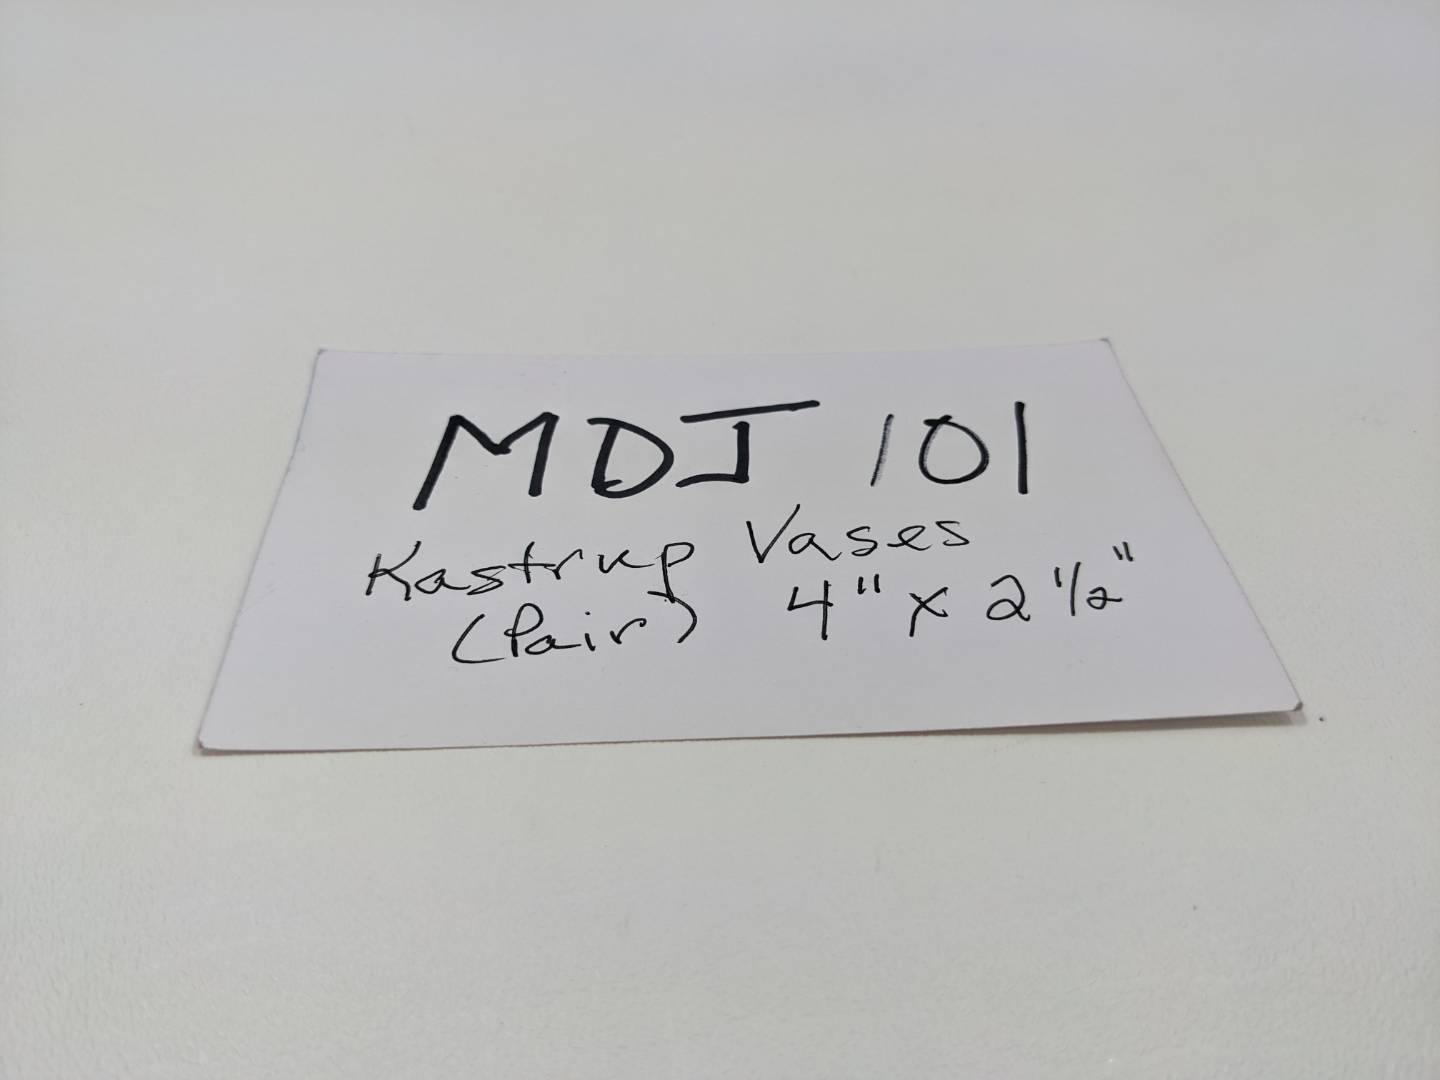 MDJ 101
Kastrup Vases
(Pair) 4" x 2 1/2"